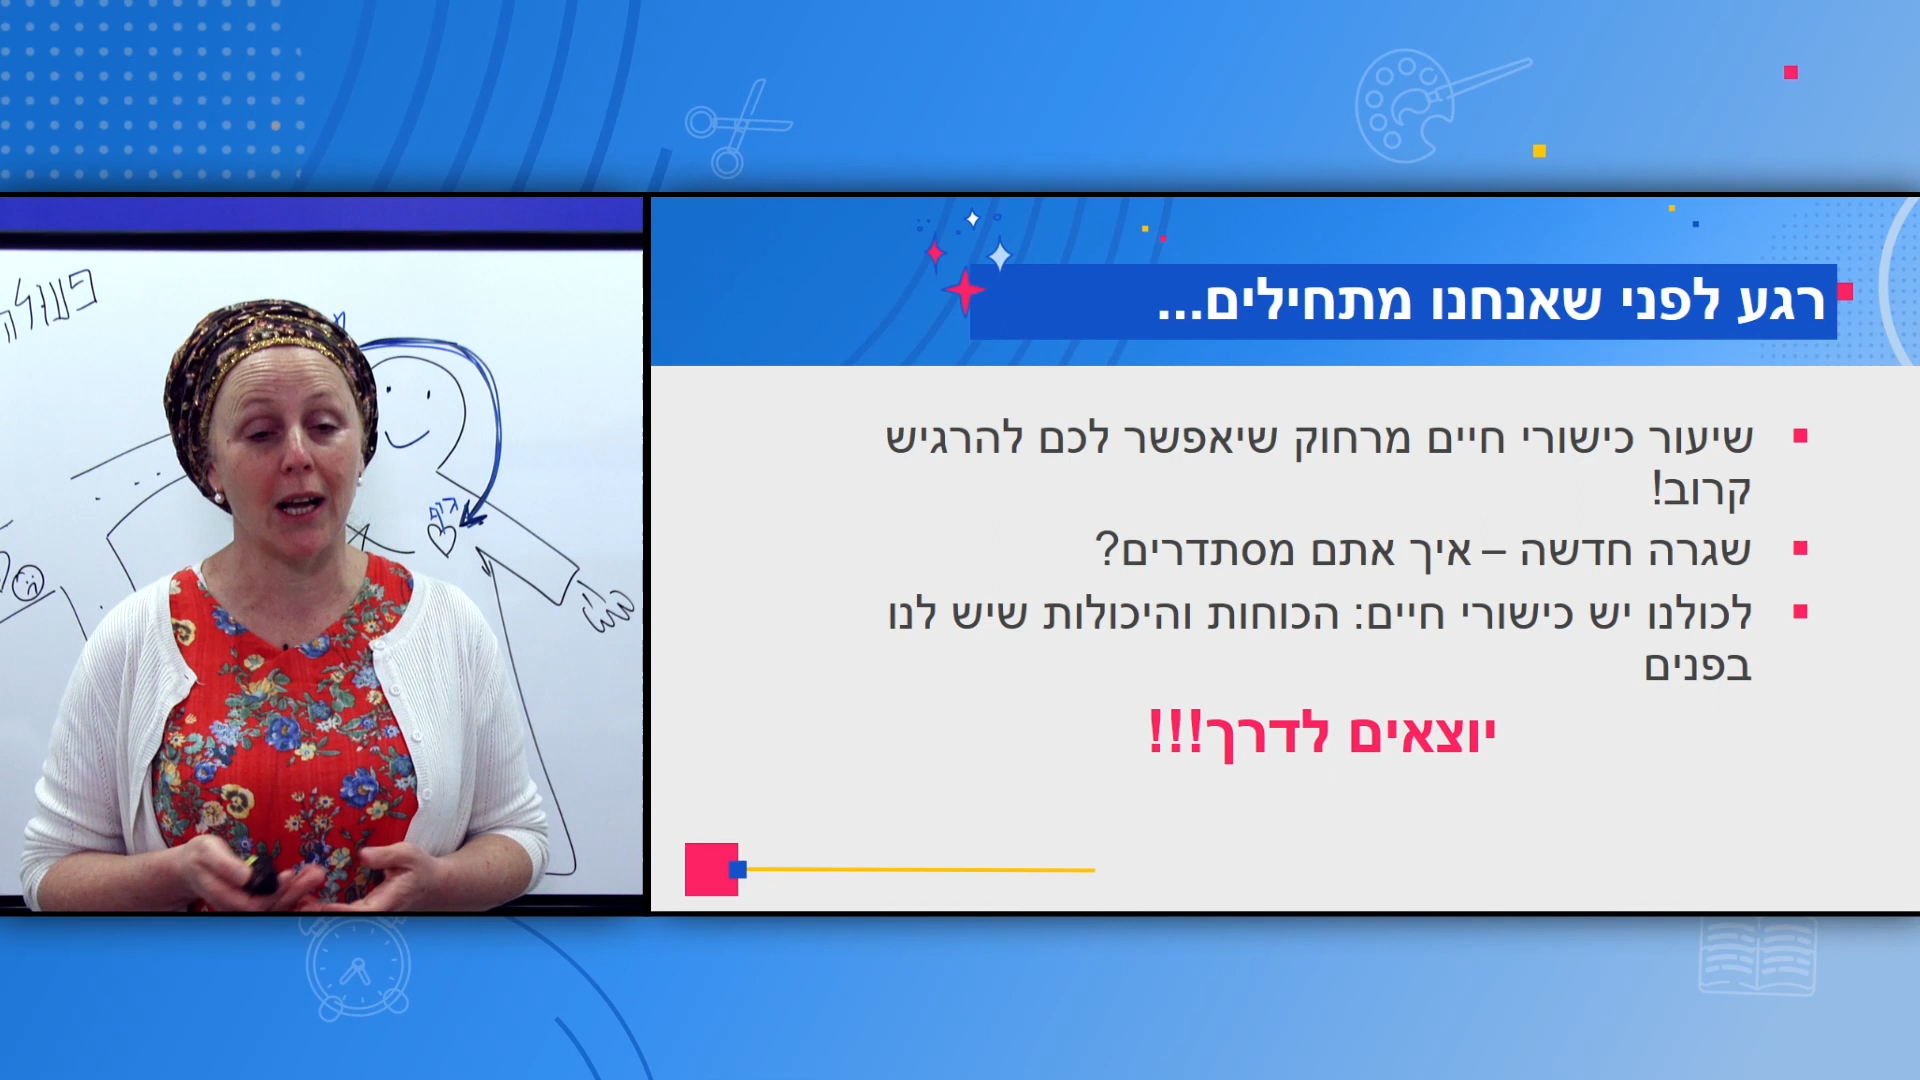 רגע לפני שאנחנו מתחילים...
שיעור כישורי חיים מרחוק שיאפשר לכם להרגיש
קרוב!
שגרה חדשה – איך אתם מסתדרים?
לכולנו יש כישורי חיים: הכוחות והיכולות שיש לנו
בפנים
יוצאים לדרך!!!
פעולה